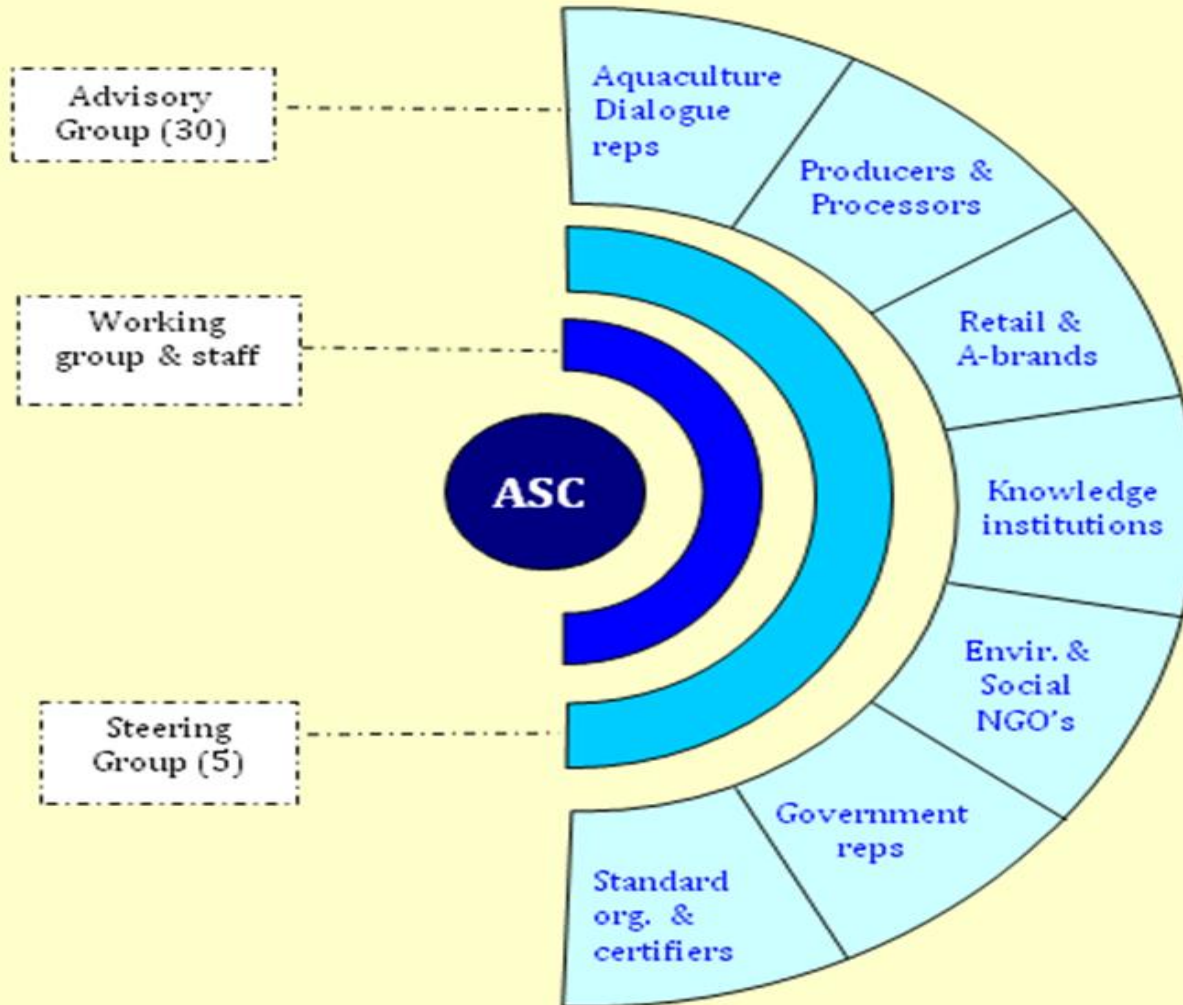 Advisory
Group (30)
Working
group & staff
Steering
Group (5)
ASC
Aquaculture
Dialogue
reps
Producers &
Processors
Retail &
A-brands
Knowledge
institutions
Envir. &
Social
NGO's
Government
reps
Standard
org. &
certifiers